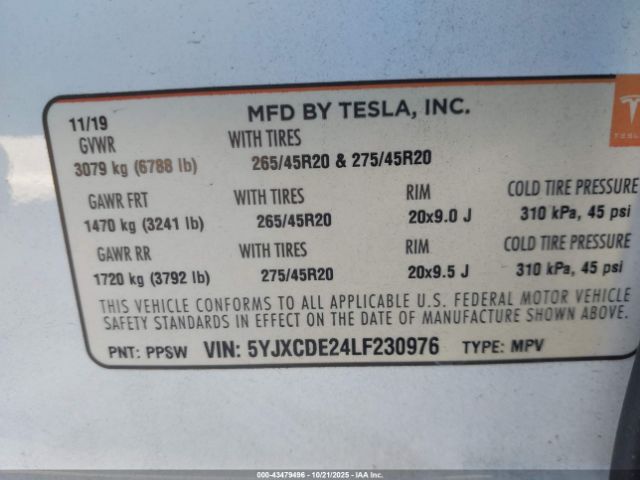 MFD BY TESLA, INC.
TESLA
11/19
GVWR WITH TIRES
3079 kg (6788 lb) 265/45R20 & 275/45R20
GAWR FRT WITH TIRES RIM COLD TIRE PRESSURE
1470 kg (3241 lb) 265/45R20 20x9.0 J 310 kPa, 45 psi
GAWR RR WITH TIRES RIM COLD TIRE PRESSURE
1720 kg (3792 lb) 275/45R20 20x9.5 J 310 kPa, 45 psi
THIS VEHICLE CONFORMS TO ALL APPLICABLE U.S. FEDERAL MOTOR VEHICLE
SAFETY STANDARDS IN EFFECT ON THE DATE OF MANUFACTURE SHOWN ABOVE.
PNT: PPSW VIN: 5YJXCDE24LF230976 TYPE: MPV
000-43479496 - 10/21/2025 - © IAA Holdings, LLC